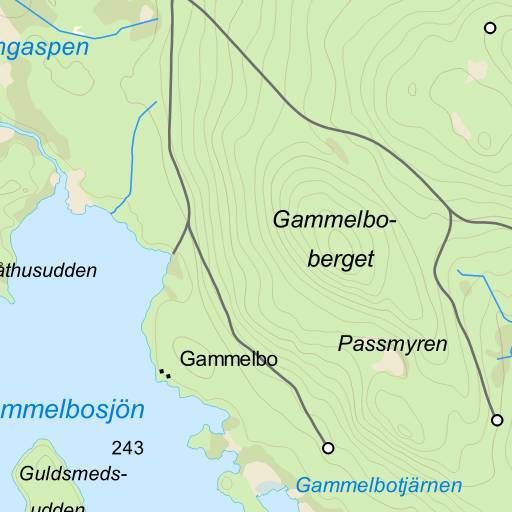 ngaspen
Gammelbo-
berget
åthusudden
Passmyren
Gammelbo
mmelbosjön
243
Guldsmeds-
udden
Gammelbotjärnen